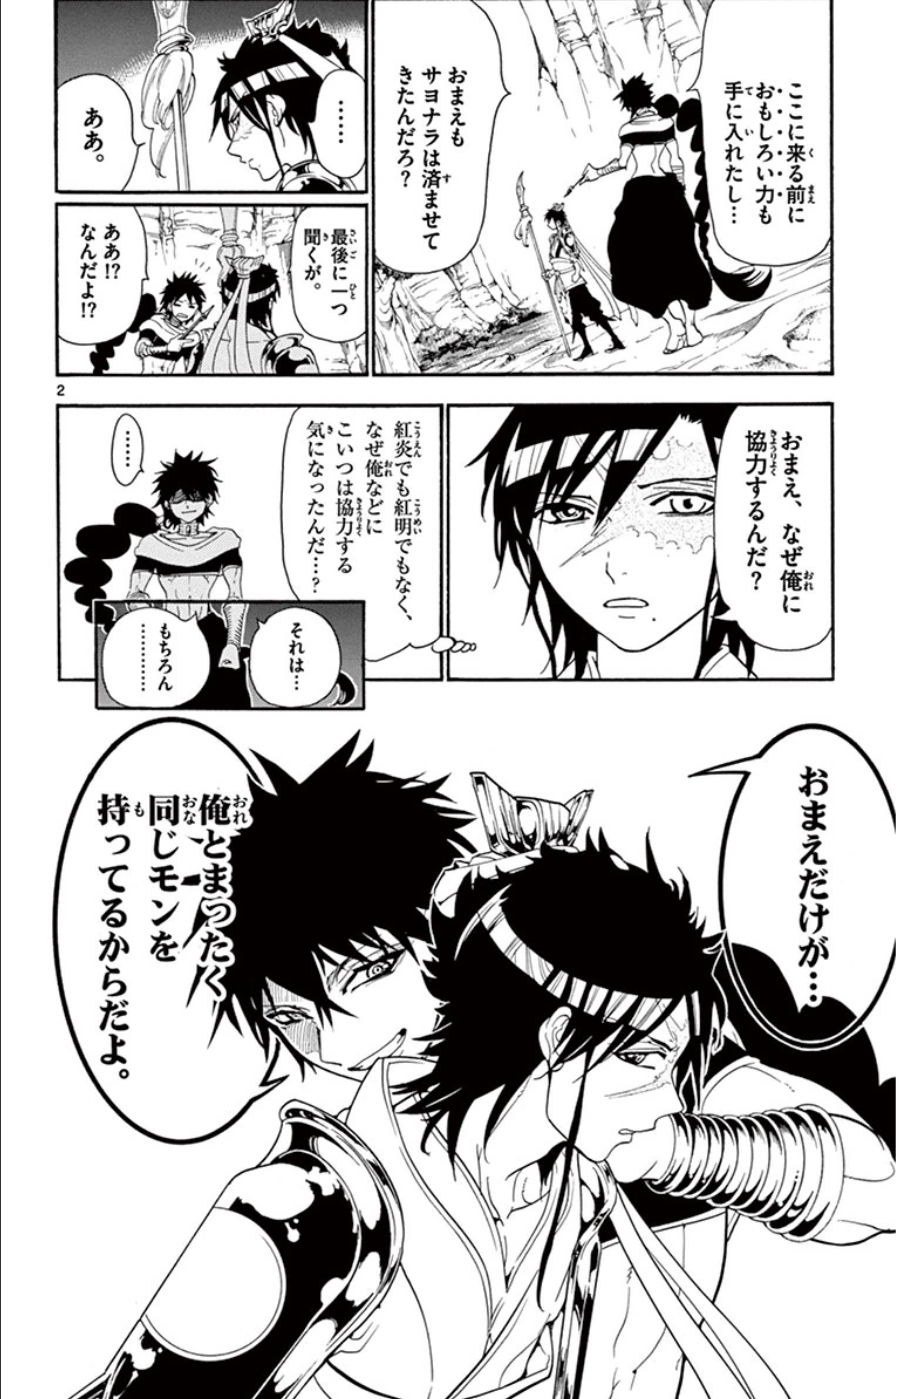 ここに来る前に
おもしろい力も
手に入れたし…
おまえも
サヨナラは済ませて
きたんだろ？
……
ああ。
最後に一つ
聞くが。
ああ!?
なんだよ!?
2
おまえ、なぜ俺に
協力するんだ？
紅炎でも紅明でもなく、
なぜ俺などに
こいつは協力する
気になったんだ…？
……
それは…
もちろん
…………
おまえだけが…
俺とまったく
同じモンを
持ってるからだよ。